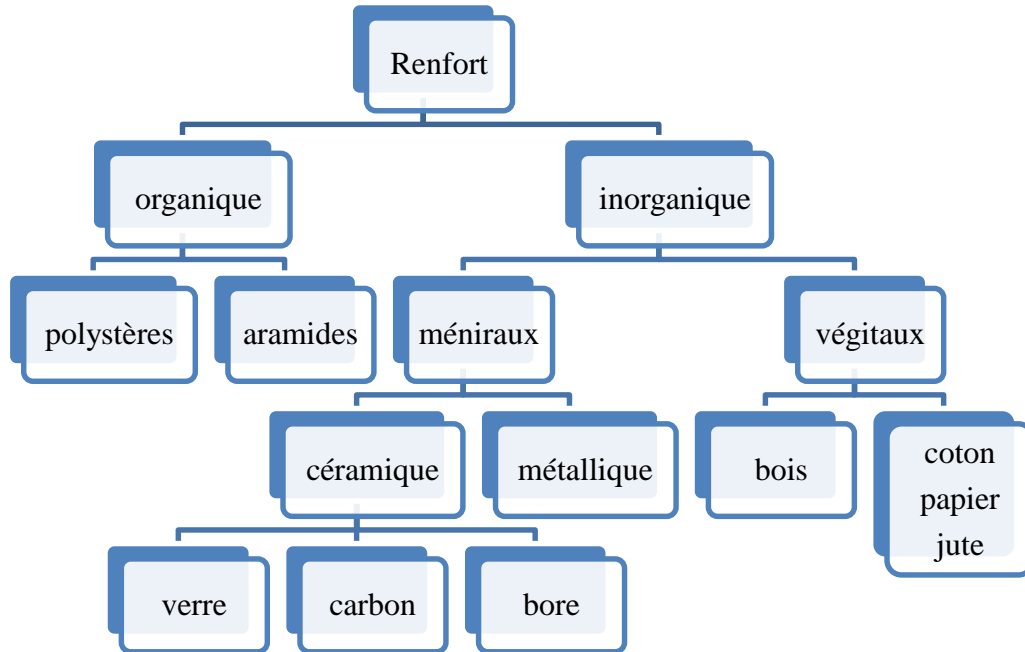 Renfort
organique
inorganique
polystères
aramides
méniraux
végitaux
céramique
métallique
bois
coton
papier
jute
verre
carbon
bore